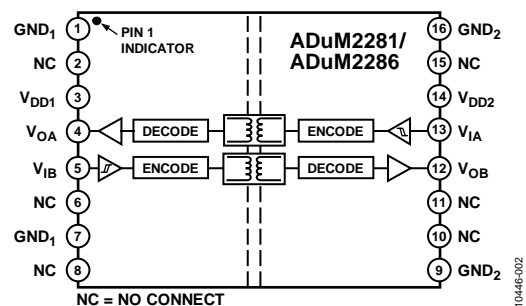 GND1 1 PIN 1 INDICATOR ADuM2281/ 16 GND2
NC 2 ADuM2286 15 NC
VDD1 3 14 VDD2
VOA 4 DECODE ENCODE 13 VIA
VIB 5 ENCODE DECODE 12 VOB
NC 6 11 NC
GND1 7 10 NC
NC 8 9 GND2
NC = NO CONNECT
10446-002